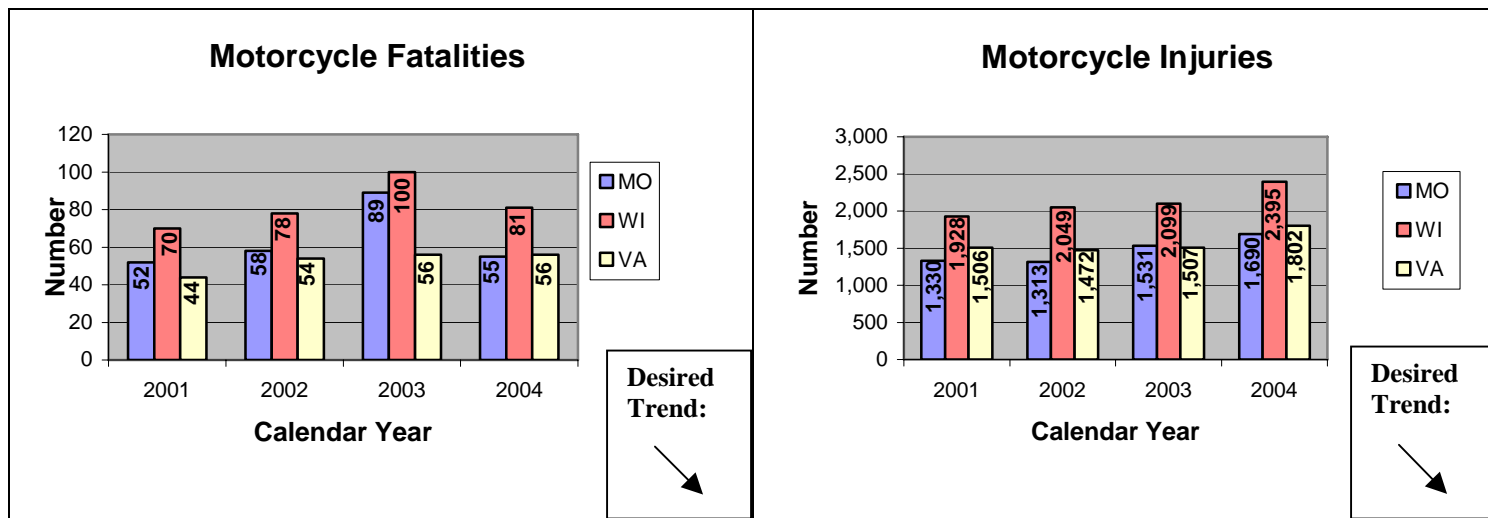 Motorcycle Fatalities
Number
120
100
80
60
40
20
0
52
70
44
58
78
54
89
100
56
55
81
56
2001 2002 2003 2004
Calendar Year
MO
WI
VA
Desired
Trend:
Motorcycle Injuries
Number
3,000
2,500
2,000
1,500
1,000
500
0
1,330
1,928
1,506
1,313
2,049
1,472
1,531
2,099
1,507
1,690
2,395
1,802
2001 2002 2003 2004
Calendar Year
MO
WI
VA
Desired
Trend: